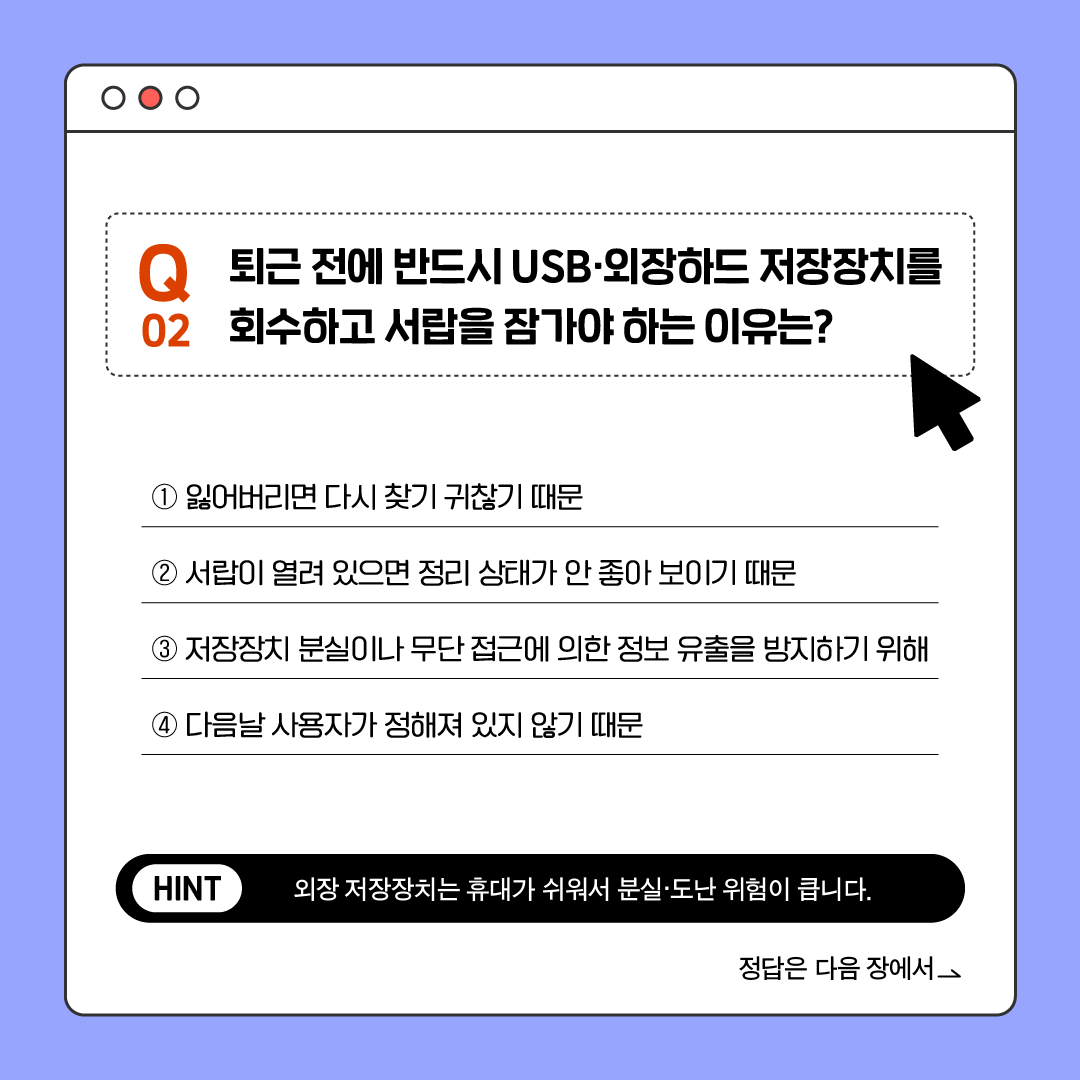 Q
02
퇴근 전에 반드시 USB·외장하드 저장장치를
회수하고 서랍을 잠가야 하는 이유는?
① 잃어버리면 다시 찾기 귀찮기 때문
② 서랍이 열려 있으면 정리 상태가 안 좋아 보이기 때문
③ 저장장치 분실이나 무단 접근에 의한 정보 유출을 방지하기 위해
④ 다음날 사용자가 정해져 있지 않기 때문
HINT 외장 저장장치는 휴대가 쉬워서 분실·도난 위험이 큽니다.
정답은 다음 장에서